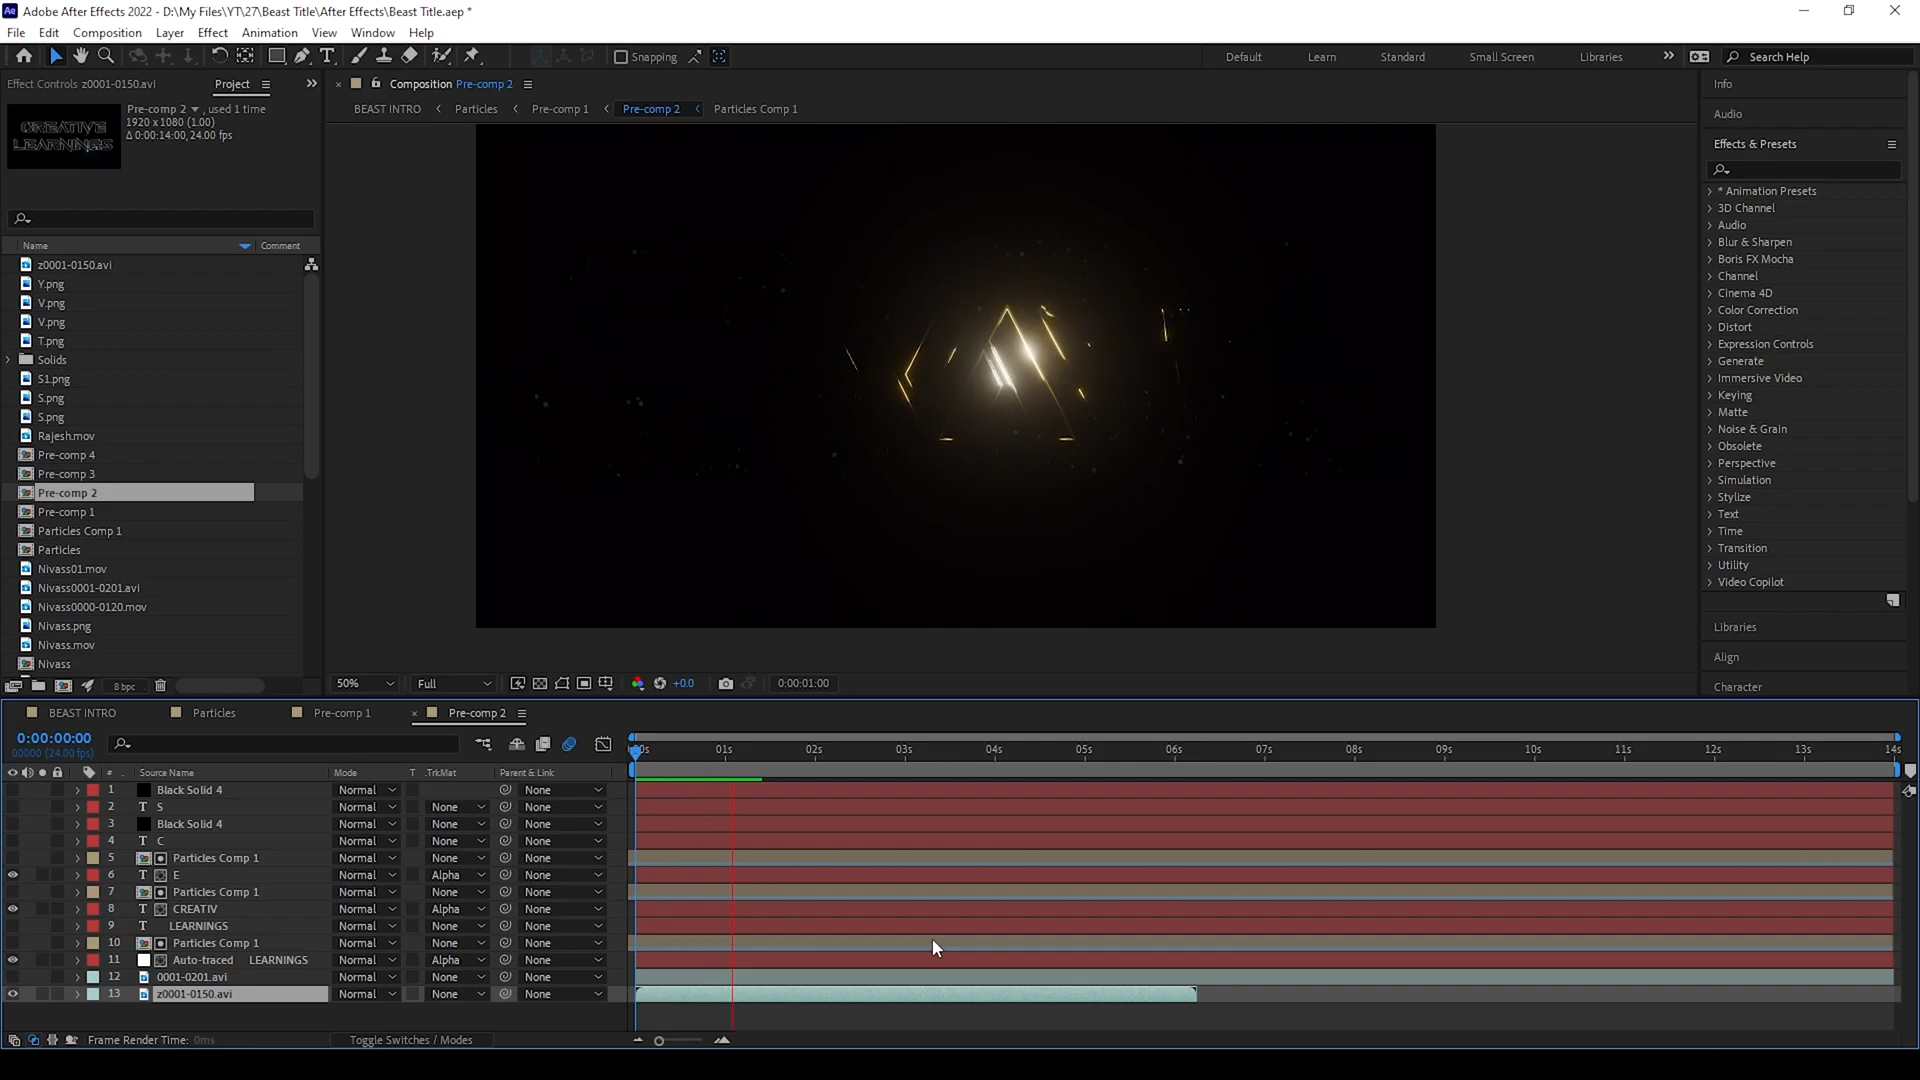 Adobe After Effects 2022 - D:\My Files\YT\27\Beast Title\After Effects\Beast Title.aep *
File Edit Composition Layer Effect Animation View Window Help
Snapping Default Learn Standard Small Screen Libraries Search Help
Effect Controls z0001-0150.avi Project
Pre-comp 2 , used 1 time
1920 x 1080 (1.00)
Δ 0:00:14:00, 24.00 fps
CREATIVE
LEARNINGS
Name Comment
z0001-0150.avi
Y.png
V.png
V.png
T.png
Solids
S1.png
S.png
S.png
Rajesh.mov
Pre-comp 4
Pre-comp 3
Pre-comp 2
Pre-comp 1
Particles Comp 1
Particles
Nivass01.mov
Nivass0001-0201.avi
Nivass0000-0120.mov
Nivass.png
Nivass.mov
Nivass
8 bpc
Composition Pre-comp 2
BEAST INTRO Particles Pre-comp 1 Pre-comp 2 Particles Comp 1
50% Full +0.0 0:00:01:00
Info
Audio
Effects & Presets
* Animation Presets
3D Channel
Audio
Blur & Sharpen
Boris FX Mocha
Channel
Cinema 4D
Color Correction
Distort
Expression Controls
Generate
Immersive Video
Keying
Matte
Noise & Grain
Obsolete
Perspective
Simulation
Stylize
Text
Time
Transition
Utility
Video Copilot
Libraries
Align
Character
BEAST INTRO Particles Pre-comp 1 Pre-comp 2
0:00:00:00
00000 (24.00 fps)
00s 01s 02s 03s 04s 05s 06s 07s 08s 09s 10s 11s 12s 13s 14s
# Source Name Mode T .TrkMat Parent & Link
1 Black Solid 4 Normal None
2 T S Normal None None
3 Black Solid 4 Normal None None
4 T C Normal None None
5 Particles Comp 1 Normal None None
6 T E Normal Alpha None
7 Particles Comp 1 Normal None None
8 T CREATIV Normal Alpha None
9 T LEARNINGS Normal None None
10 Particles Comp 1 Normal None None
11 Auto-traced LEARNINGS Normal Alpha None
12 0001-0201.avi Normal None None
13 z0001-0150.avi Normal None None
Frame Render Time: 0ms Toggle Switches / Modes